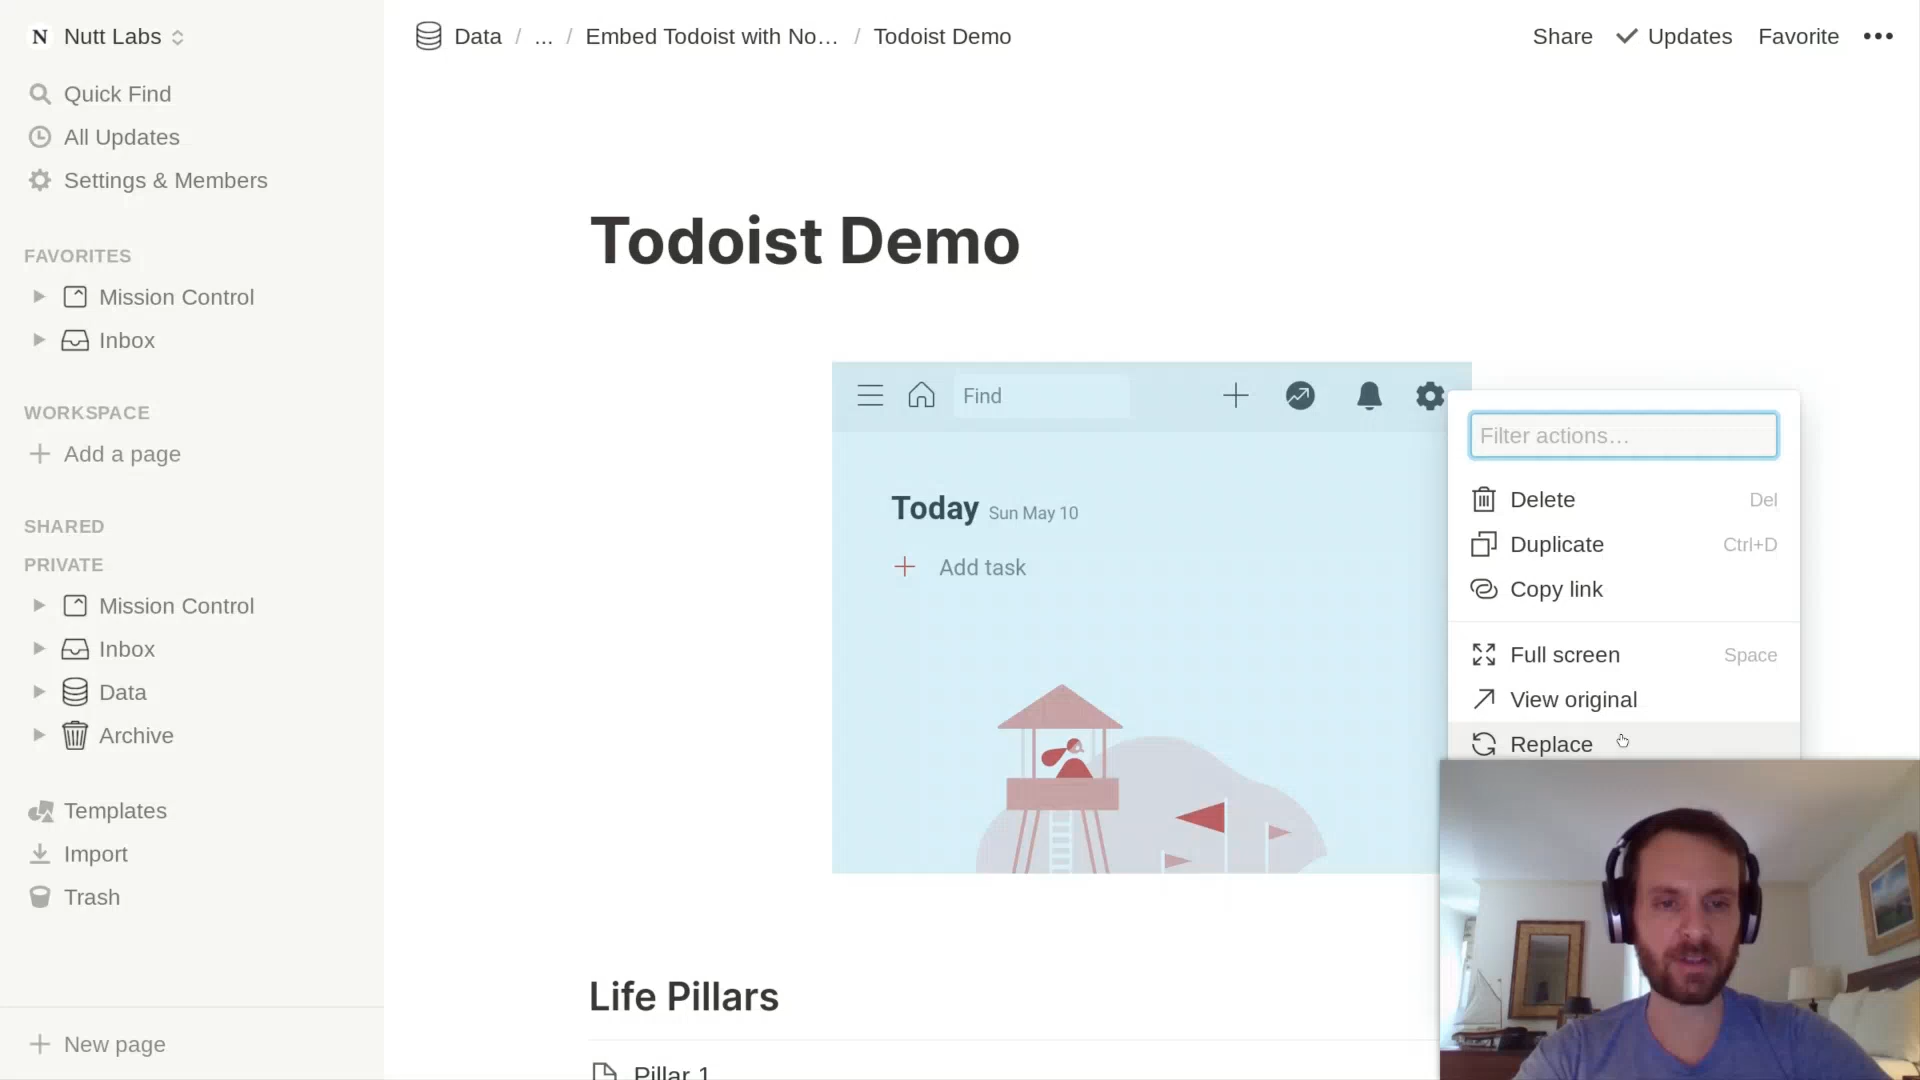 N Nutt Labs
Quick Find
All Updates
Settings & Members
FAVORITES
Mission Control
Inbox
WORKSPACE
Add a page
SHARED
PRIVATE
Mission Control
Inbox
Data
Archive
Templates
Import
Trash
New page
Data / ... / Embed Todoist with No... / Todoist Demo
Share Updates Favorite •••
Todoist Demo
Find
Today Sun May 10
Add task
Filter actions...
Delete Del
Duplicate Ctrl+D
Copy link
Full screen Space
View original
Replace
Life Pillars
Pillar 1